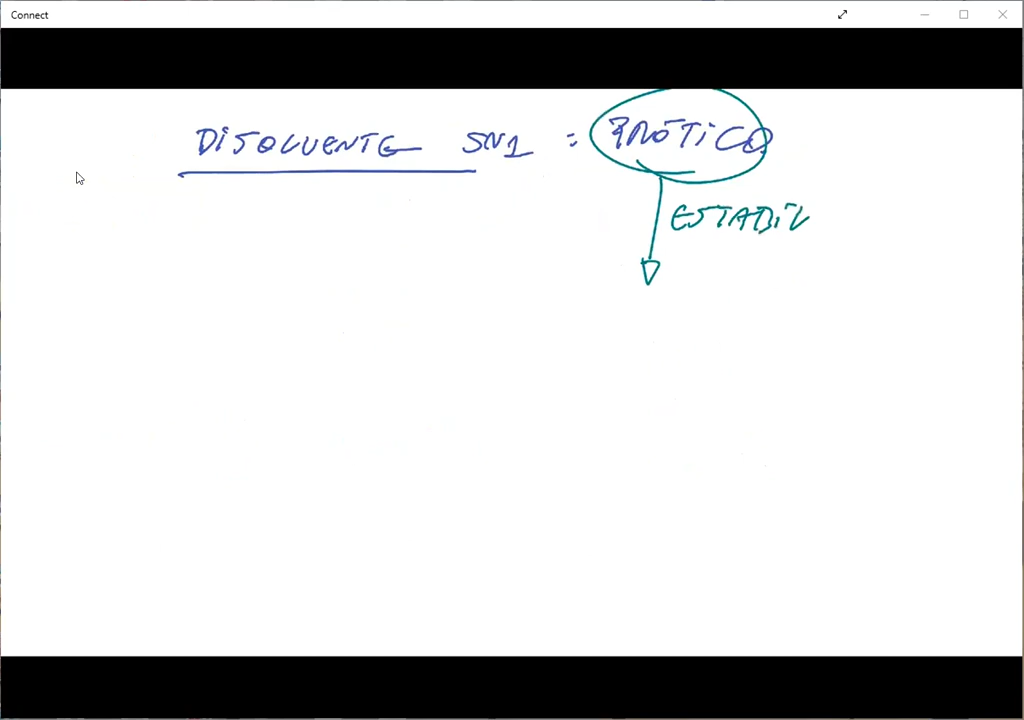 Connect
DISOLVENTE SN1 = PRÓTICO
ESTABIL